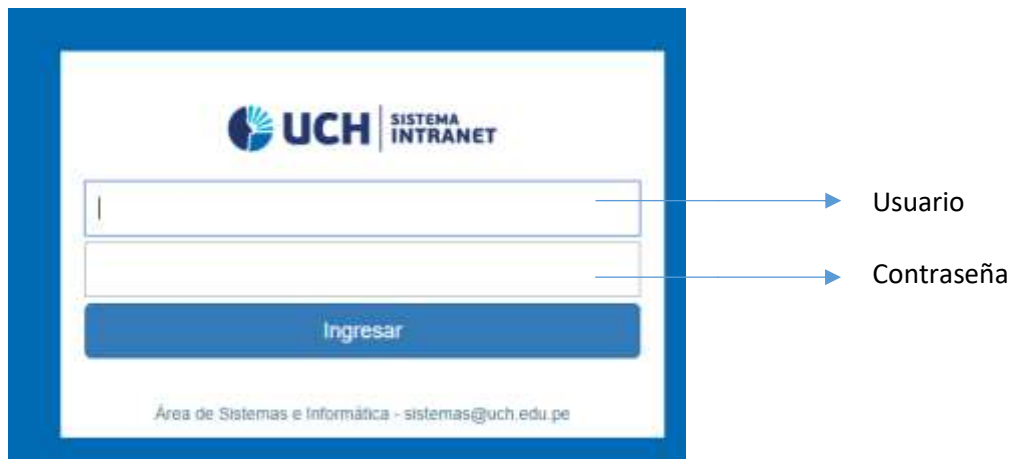 UCH SISTEMA
INTRANET
Usuario
Contraseña
Ingresar
Área de Sistemas e Informática - sistemas@uch.edu.pe